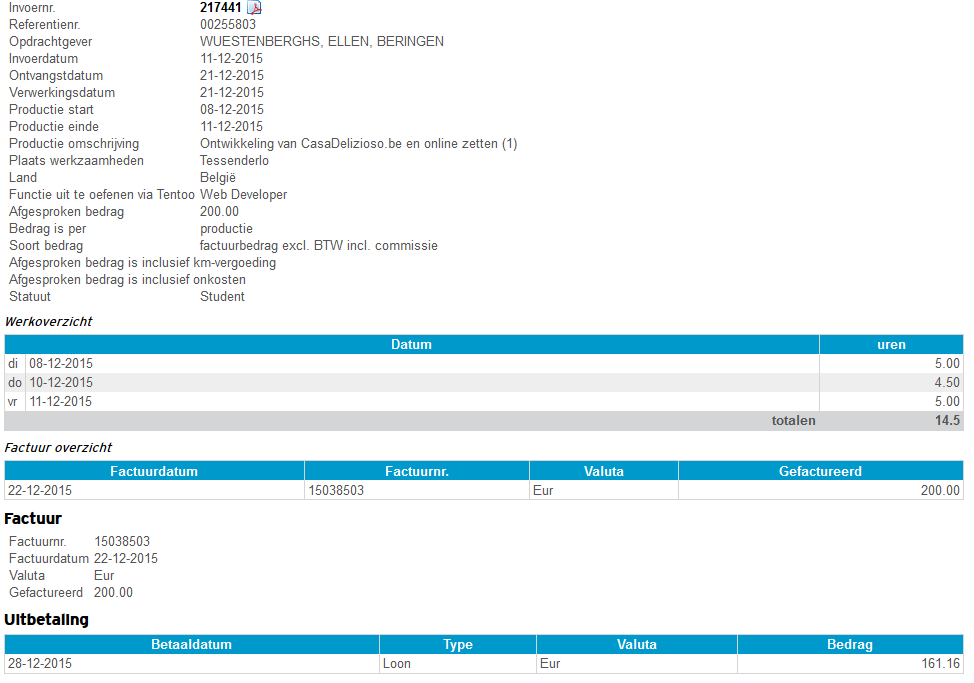 Invoernr. 217441
Referentienr. 00255803
Opdrachtgever WUESTENBERGHS, ELLEN, BERINGEN
Invoerdatum 11-12-2015
Ontvangstdatum 21-12-2015
Verwerkingsdatum 21-12-2015
Productie start 08-12-2015
Productie einde 11-12-2015
Productie omschrijving Ontwikkeling van CasaDelizioso.be en online zetten (1)
Plaats werkzaamheden Tessenderlo
Land België
Functie uit te oefenen via Tentoo Web Developer
Afgesproken bedrag 200.00
Bedrag is per productie
Soort bedrag factuurbedrag excl. BTW incl. commissie
Afgesproken bedrag is inclusief km-vergoeding
Afgesproken bedrag is inclusief onkosten
Statuut Student
Werkoverzicht
Datum uren
di 08-12-2015 5.00
do 10-12-2015 4.50
vr 11-12-2015 5.00
totalen 14.5
Factuur overzicht
Factuurdatum Factuurnr. Valuta Gefactureerd
22-12-2015 15038503 Eur 200.00
Factuur
Factuurnr. 15038503
Factuurdatum 22-12-2015
Valuta Eur
Gefactureerd 200.00
Uitbetaling
Betaaldatum Type Valuta Bedrag
28-12-2015 Loon Eur 161.16